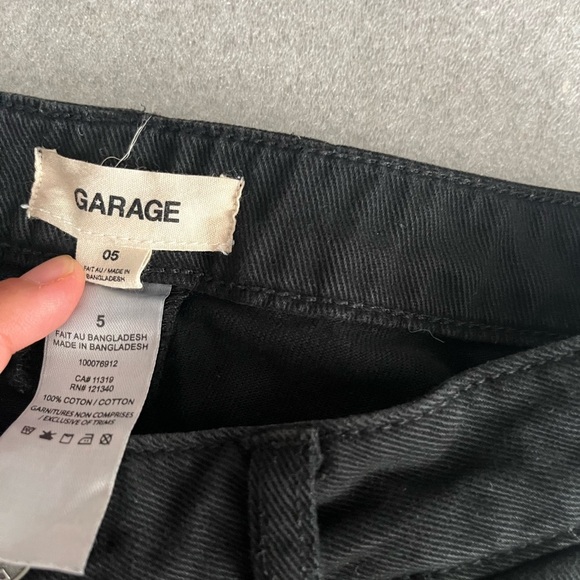 GARAGE
05
FAIT AU / MADE IN
BANGLADESH
5
FAIT AU BANGLADESH
MADE IN BANGLADESH
100076912
CA# 11319
RN# 121340
100% COTON / COTTON
GARNITURES NON COMPRISES
/ EXCLUSIVE OF TRIMS